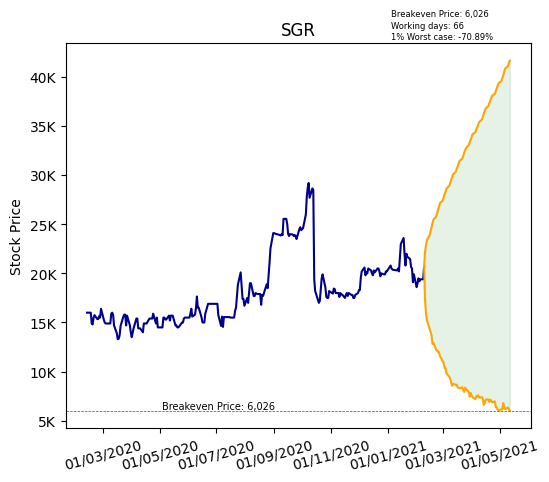 Breakeven Price: 6,026
Working days: 66
1% Worst case: -70.89%
SGR
Stock Price
40K
35K
30K
25K
20K
15K
10K
5K
Breakeven Price: 6,026
01/03/2020
01/05/2020
01/07/2020
01/09/2020
01/11/2020
01/01/2021
01/03/2021
01/05/2021